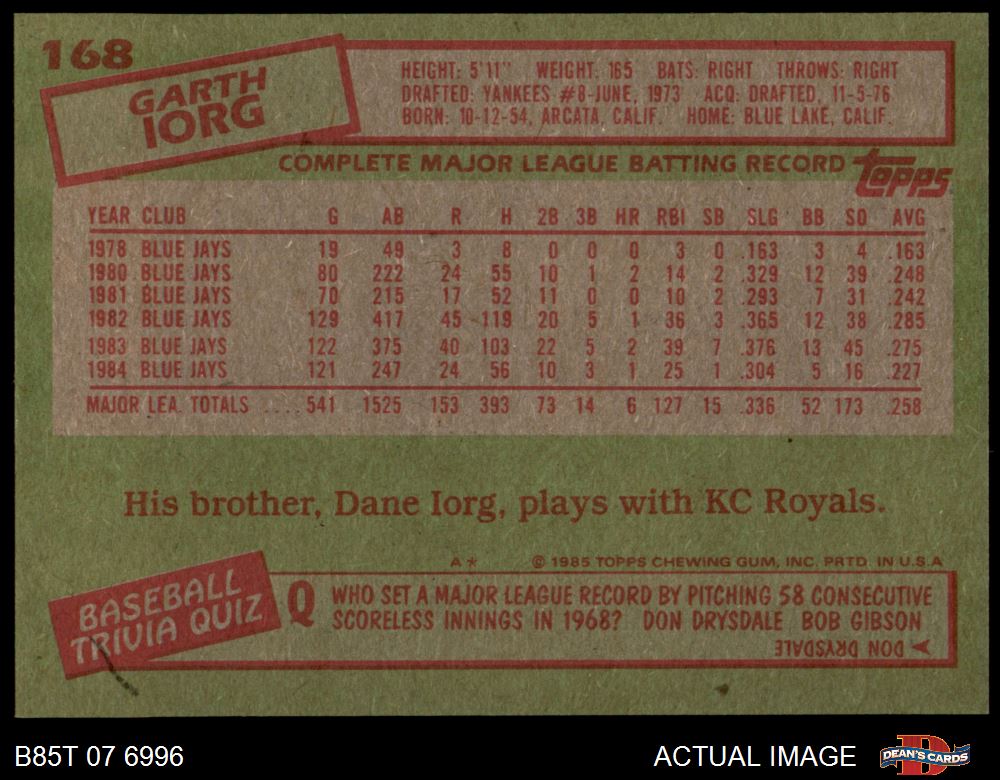 168
GARTH
IORG
HEIGHT: 5'11" WEIGHT: 165 BATS: RIGHT THROWS: RIGHT
DRAFTED: YANKEES #8-JUNE, 1973 ACQ: DRAFTED, 11-5-76
BORN: 10-12-54, ARCATA, CALIF. HOME: BLUE LAKE, CALIF.
COMPLETE MAJOR LEAGUE BATTING RECORD
Topps
YEAR CLUB G AB R H 2B 3B HR RBI SB SLG BB SO AVG
1978 BLUE JAYS 19 49 3 8 0 0 0 3 0 .163 3 4 .163
1980 BLUE JAYS 80 222 24 55 10 1 2 14 2 .329 12 39 .248
1981 BLUE JAYS 70 215 17 52 11 0 0 10 2 .293 7 31 .242
1982 BLUE JAYS 129 417 45 119 20 5 1 36 3 .365 12 38 .285
1983 BLUE JAYS 122 375 40 103 22 5 2 39 7 .376 13 45 .275
1984 BLUE JAYS 121 247 24 56 10 3 1 25 1 .304 5 16 .227
MAJOR LEA. TOTALS ....541 1525 153 393 73 14 6 127 15 .336 52 173 .258
His brother, Dane Iorg, plays with KC Royals.
A* © 1985 TOPPS CHEWING GUM, INC. PRTD. IN U.S.A
BASEBALL
TRIVIA QUIZ
Q WHO SET A MAJOR LEAGUE RECORD BY PITCHING 58 CONSECUTIVE
SCORELESS INNINGS IN 1968? DON DRYSDALE BOB GIBSON
DON DRYSDALE
B85T 07 6996
ACTUAL IMAGE
DEAN'S CARDS